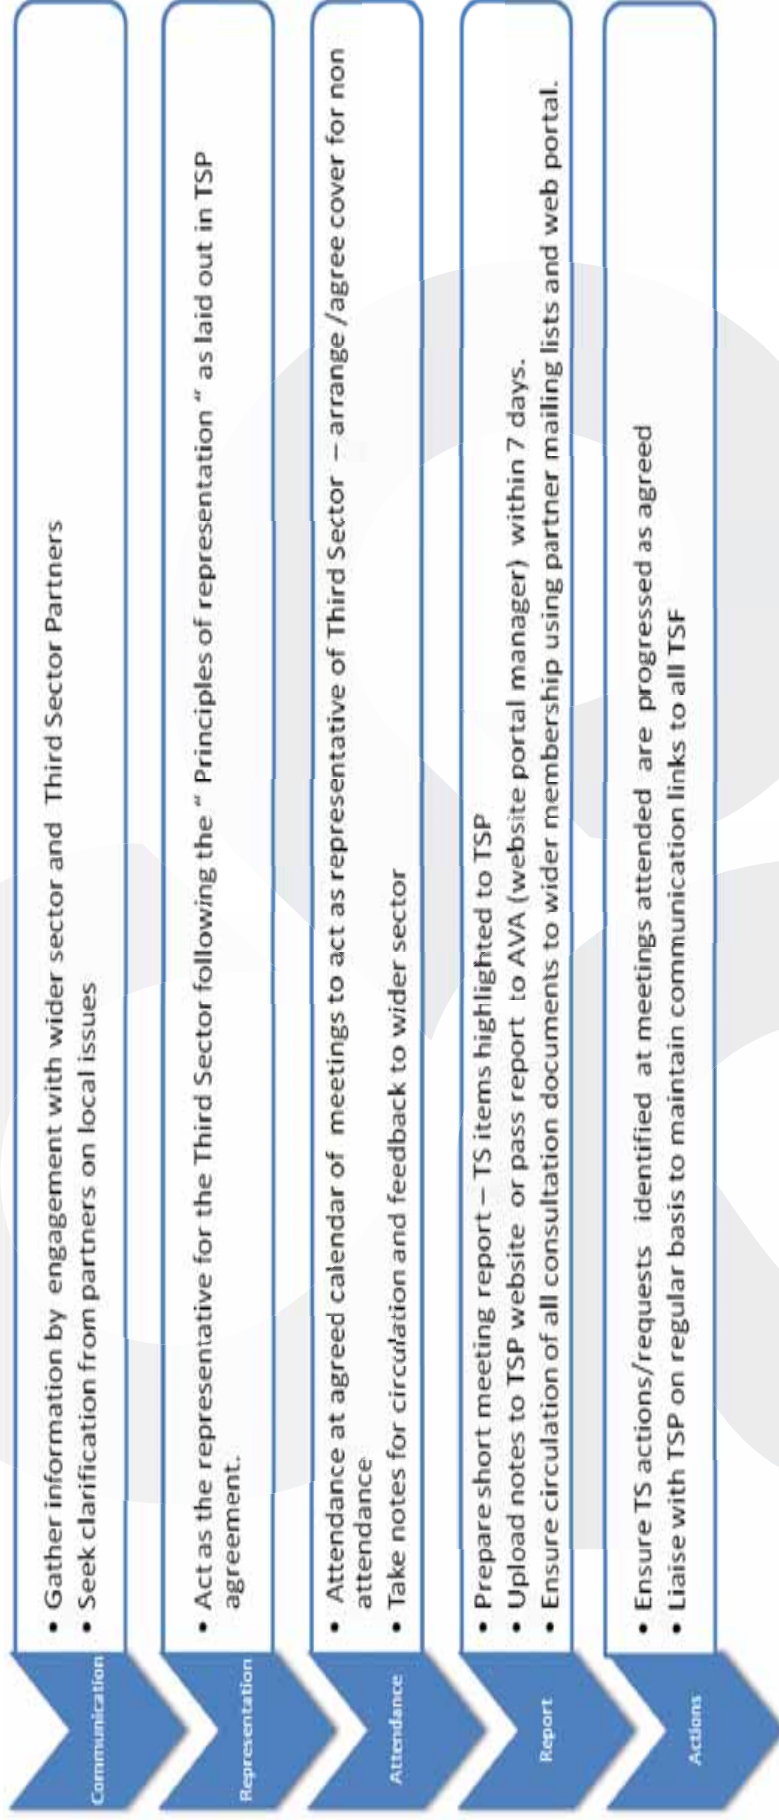 Communication
• Gather information by engagement with wider sector and Third Sector Partners
• Seek clarification from partners on local issues
Representation
• Act as the representative for the Third Sector following the “ Principles of representation “ as laid out in TSP
agreement.
Attendance
• Attendance at agreed calendar of meetings to act as representative of Third Sector – arrange /agree cover for non
attendance
• Take notes for circulation and feedback to wider sector
Report
• Prepare short meeting report – TS items highlighted to TSP
• Upload notes to TSP website or pass report to AVA (website portal manager) within 7 days.
• Ensure circulation of all consultation documents to wider membership using partner mailing lists and web portal.
Actions
• Ensure TS actions/requests identified at meetings attended are progressed as agreed
• Liaise with TSP on regular basis to maintain communication links to all TSF